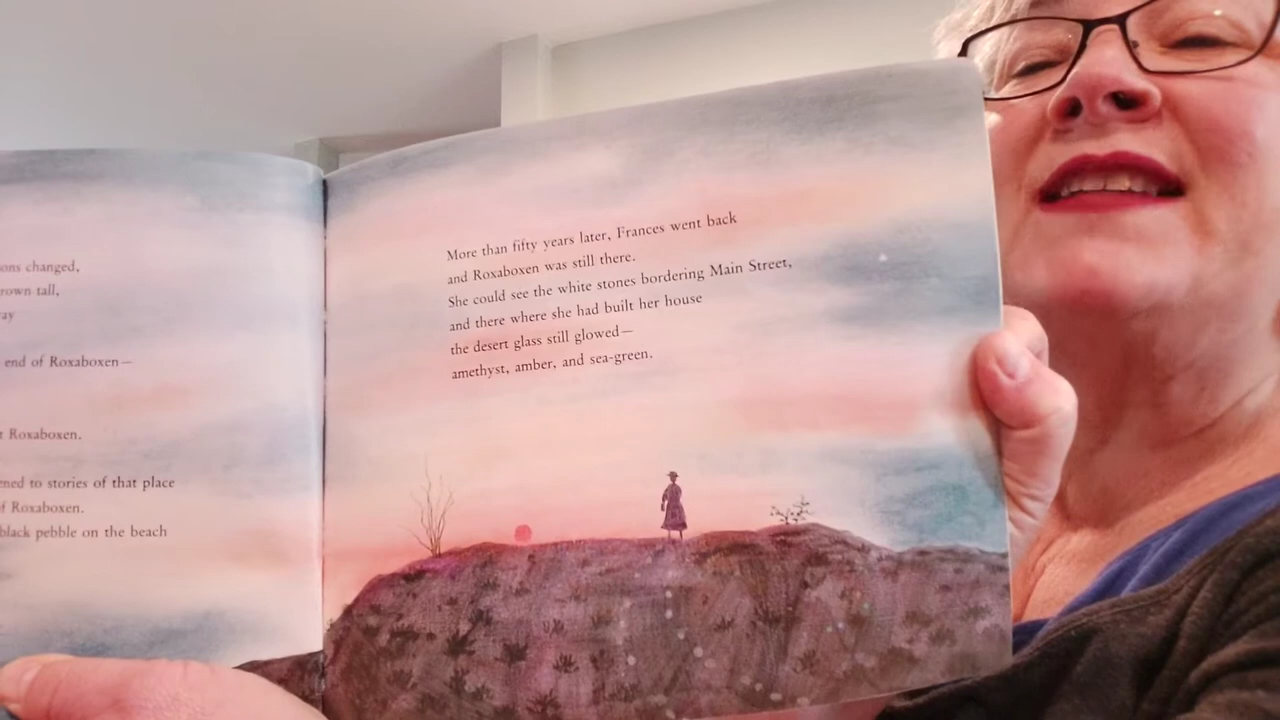 ons changed,
rown tall,
ay
end of Roxaboxen—
t Roxaboxen.
ned to stories of that place
f Roxaboxen.
black pebble on the beach
More than fifty years later, Frances went back
and Roxaboxen was still there.
She could see the white stones bordering Main Street,
and there where she had built her house
the desert glass still glowed—
amethyst, amber, and sea-green.